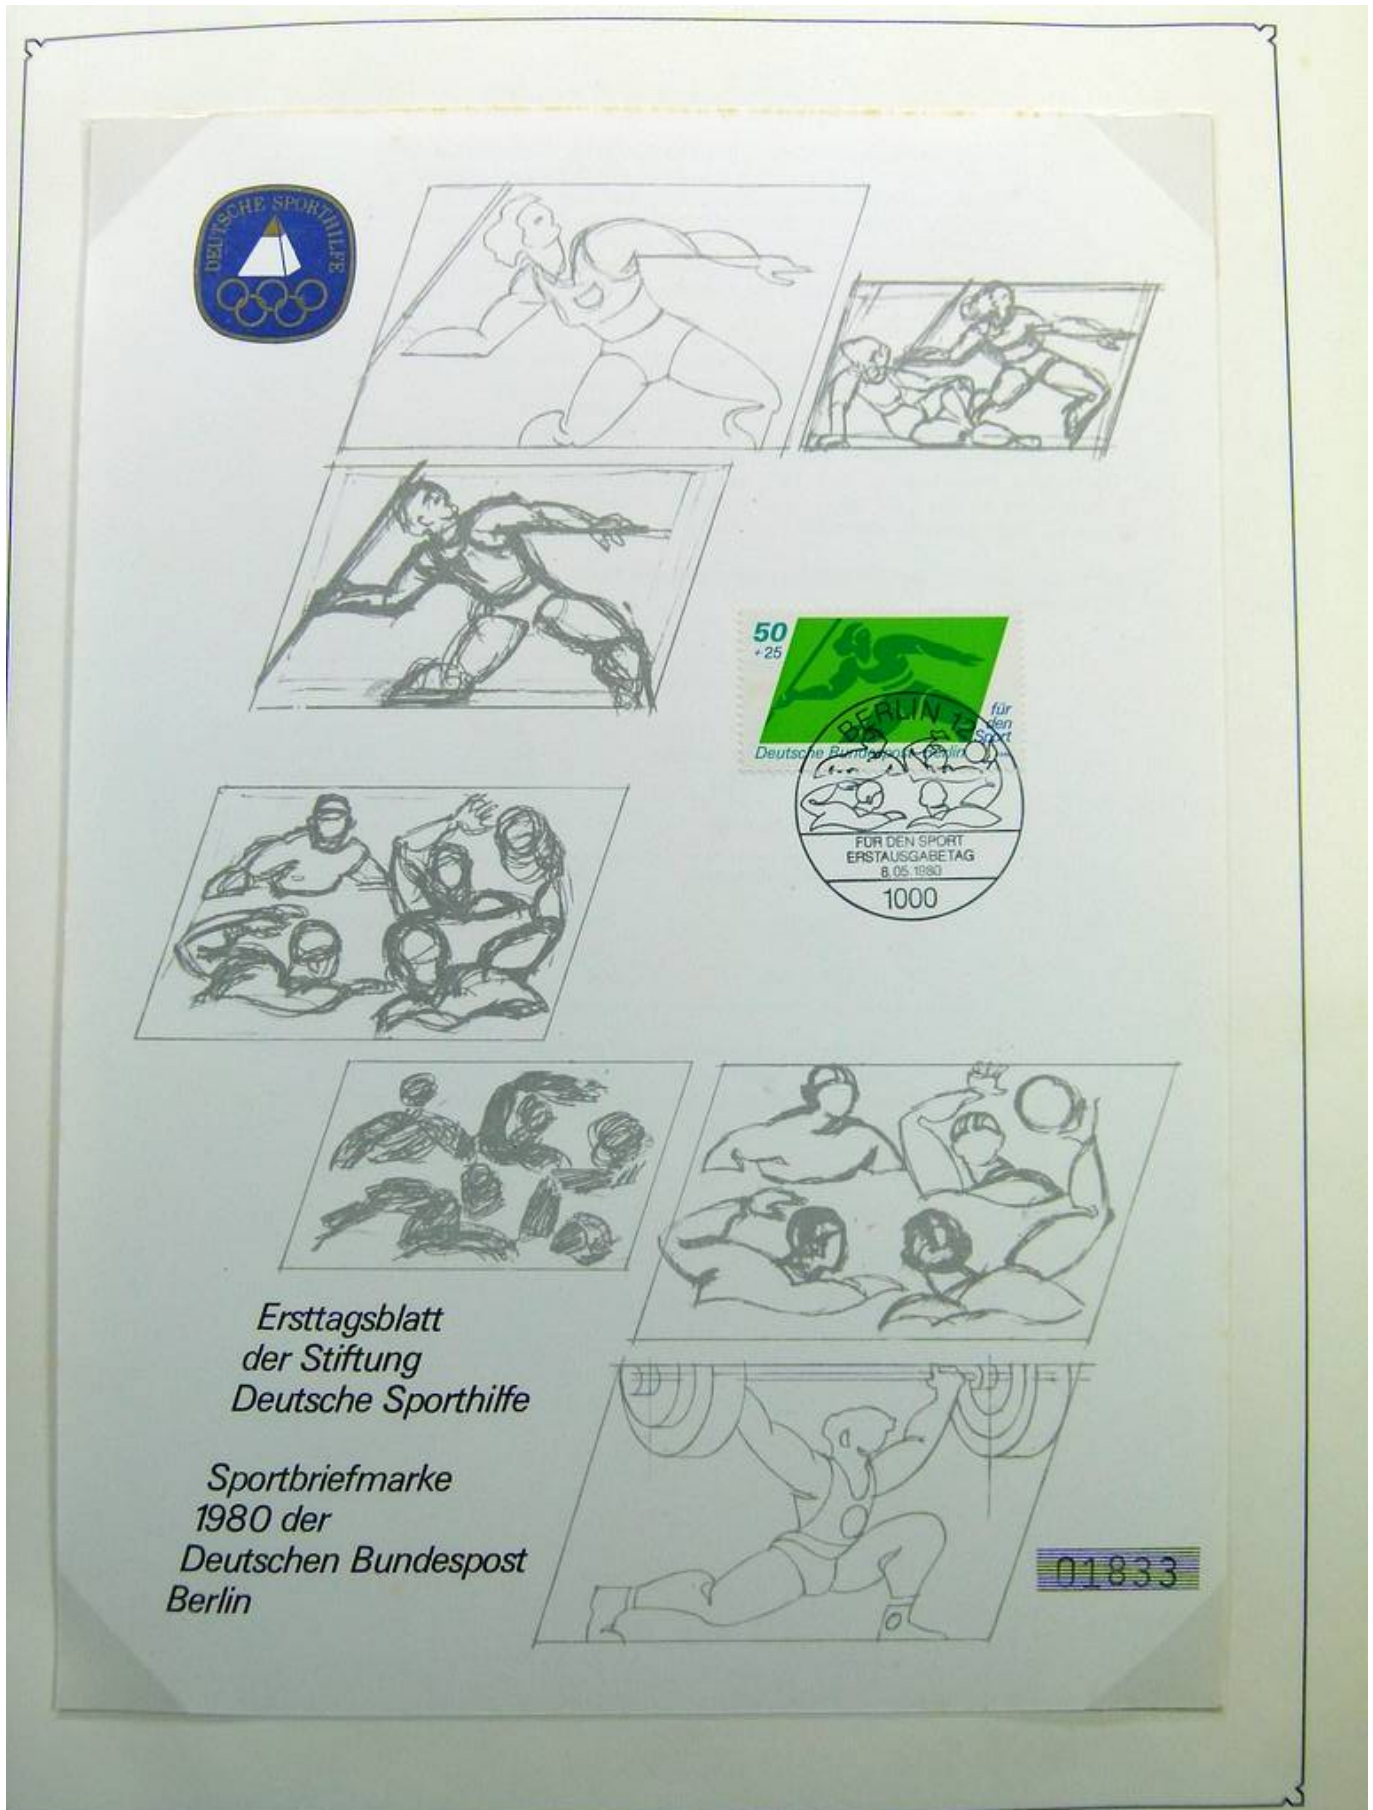 DEUTSCHE SPORTHILFE
50
+25
für
den
Sport
Deutsche Bundespost Berlin
BERLIN 12
FÜR DEN SPORT
ERSTAUSGABETAG
8.05.1980
1000
Ersttagsblatt
der Stiftung
Deutsche Sporthilfe
Sportbriefmarke
1980 der
Deutschen Bundespost
Berlin
01833